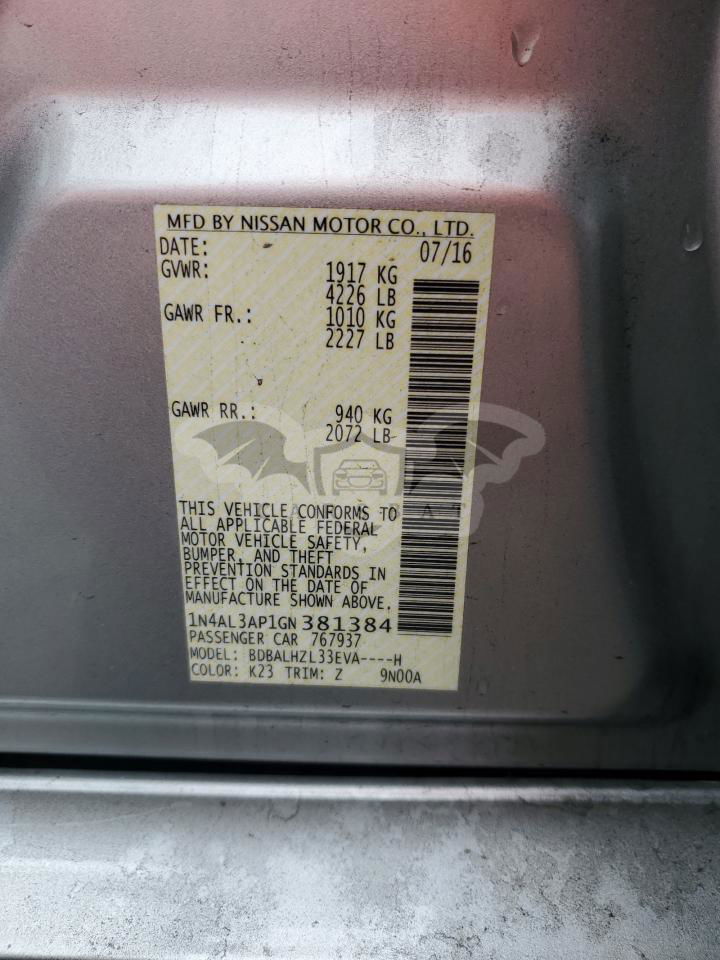 MFD BY NISSAN MOTOR CO., LTD.
DATE: 07/16
GVWR: 1917 KG
4226 LB
GAWR FR.: 1010 KG
2227 LB
GAWR RR.: 940 KG
2072 LB
THIS VEHICLE CONFORMS TO
ALL APPLICABLE FEDERAL
MOTOR VEHICLE SAFETY,
BUMPER, AND THEFT
PREVENTION STANDARDS IN
EFFECT ON THE DATE OF
MANUFACTURE SHOWN ABOVE.
1N4AL3AP1GN381384
PASSENGER CAR 767937
MODEL: BDBALHZL33EVA----H
COLOR: K23 TRIM: Z 9N00A